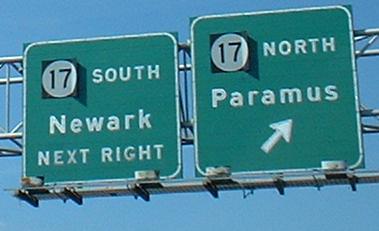 17 SOUTH
Newark
NEXT RIGHT
17 NORTH
Paramus